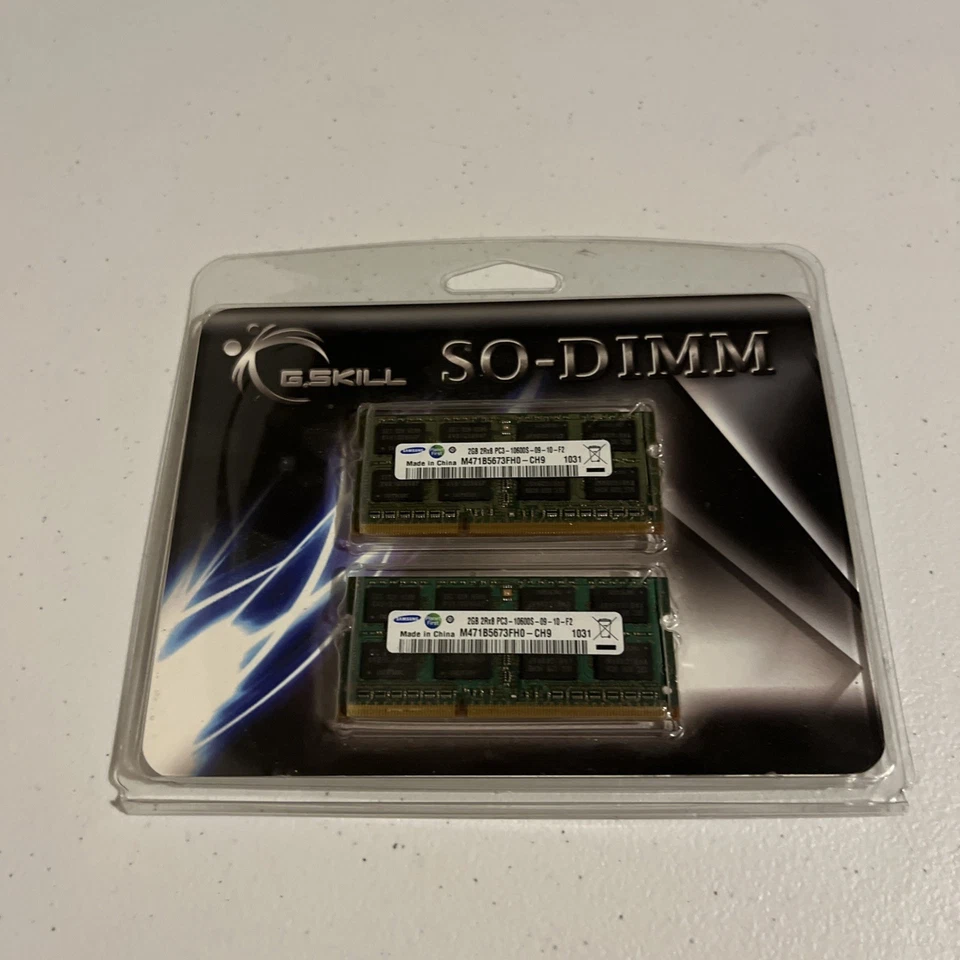 G.SKILL
SO-DIMM
SAMSUNG
2GB 2Rx8 PC3-10600S-09-10-F2
Made in China M471B5673FH0-CH9 1031
SAMSUNG
2GB 2Rx8 PC3-10600S-09-10-F2
Made in China M471B5673FH0-CH9 1031